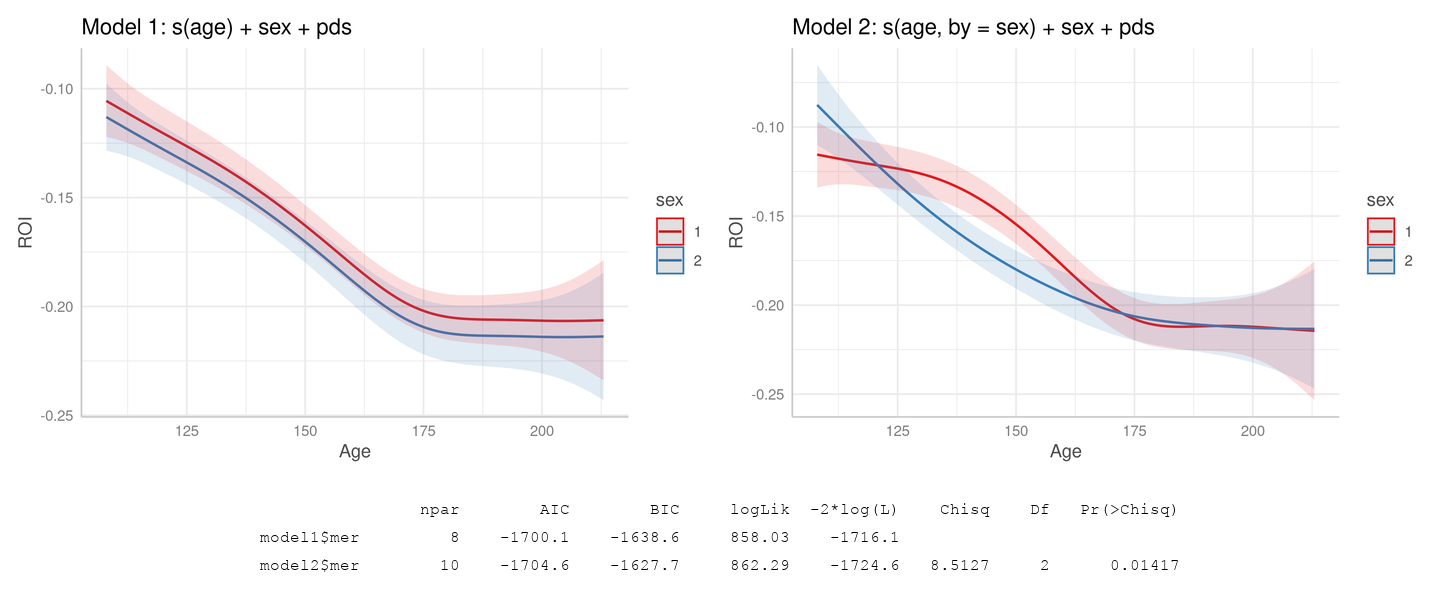 Model 1: s(age) + sex + pds
-0.10
-0.15
-0.20
-0.25
ROI
125 150 175 200
Age
sex
1
2
Model 2: s(age, by = sex) + sex + pds
-0.10
-0.15
-0.20
-0.25
ROI
125 150 175 200
Age
sex
1
2
npar AIC BIC logLik -2*log(L) Chisq Df Pr(>Chisq)
model1$mer 8 -1700.1 -1638.6 858.03 -1716.1
model2$mer 10 -1704.6 -1627.7 862.29 -1724.6 8.5127 2 0.01417